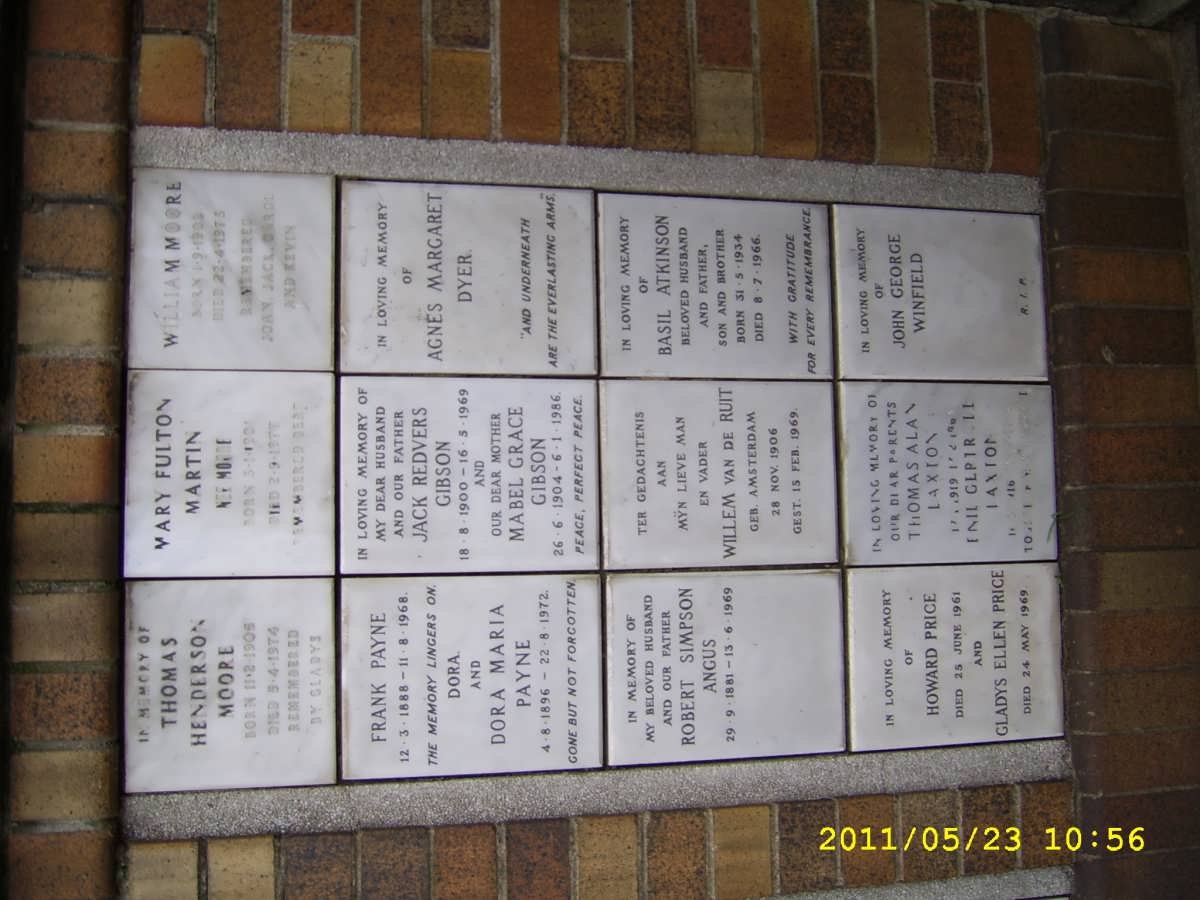 IN MEMORY OF
THOMAS
HENDERSON
MOORE
BORN 11·2·1905
DIED 5·4·1974
REMEMBERED
BY GLADYS
MARY FULTON
MARTIN
NEE
BORN
DIED 2·9·1977
REMEMBERED BERT
WILLIAM MOORE
BORN 1·9·1903
DIED 22·4·1975
REMEMBERED
JOAN, JACK,
AND KEVIN
FRANK PAYNE
12·3·1888—11·8·1968.
THE MEMORY LINGERS ON.
DORA.
AND
DORA MARIA
PAYNE
4·8·1896—22·8·1972.
GONE BUT NOT FORGOTTEN.
IN LOVING MEMORY OF
MY DEAR HUSBAND
AND OUR FATHER
JACK REDVERS
GIBSON
18·8·1900—16·5·1969
AND
OUR DEAR MOTHER
MABEL GRACE
GIBSON
26·6·1904-6·1·1986.
PEACE, PERFECT PEACE.
IN LOVING MEMORY
OF
AGNES MARGARET
DYER.
"AND UNDERNEATH
ARE THE EVERLASTING ARMS."
IN MEMORY OF
MY BELOVED HUSBAND
AND OUR FATHER
ROBERT SIMPSON
ANGUS
29·9·1881—13·6·1969
TER GEDACHTENIS
AAN
MŸN LIEVE MAN
EN VADER
WILLEM VAN DE RUIT
GEB. AMSTERDAM
28 NOV. 1906
GEST. 15 FEB. 1969.
IN LOVING MEMORY
OF
BASIL ATKINSON
BELOVED HUSBAND
AND FATHER,
SON AND BROTHER
BORN 31·5·1934
DIED 8·7·1966.
WITH GRATITUDE
FOR EVERY REMEMBRANCE.
IN LOVING MEMORY
OF
HOWARD PRICE
DIED 25 JUNE 1961
AND
GLADYS ELLEN PRICE
DIED 24 MAY 1969
IN LOVING MEMORY OF
OUR DEAR PARENTS
THOMAS ALAN
LAXTON
LAXTON
IN LOVING MEMORY
OF
JOHN GEORGE
WINFIELD
R.I.P.
2011/05/23 10:56